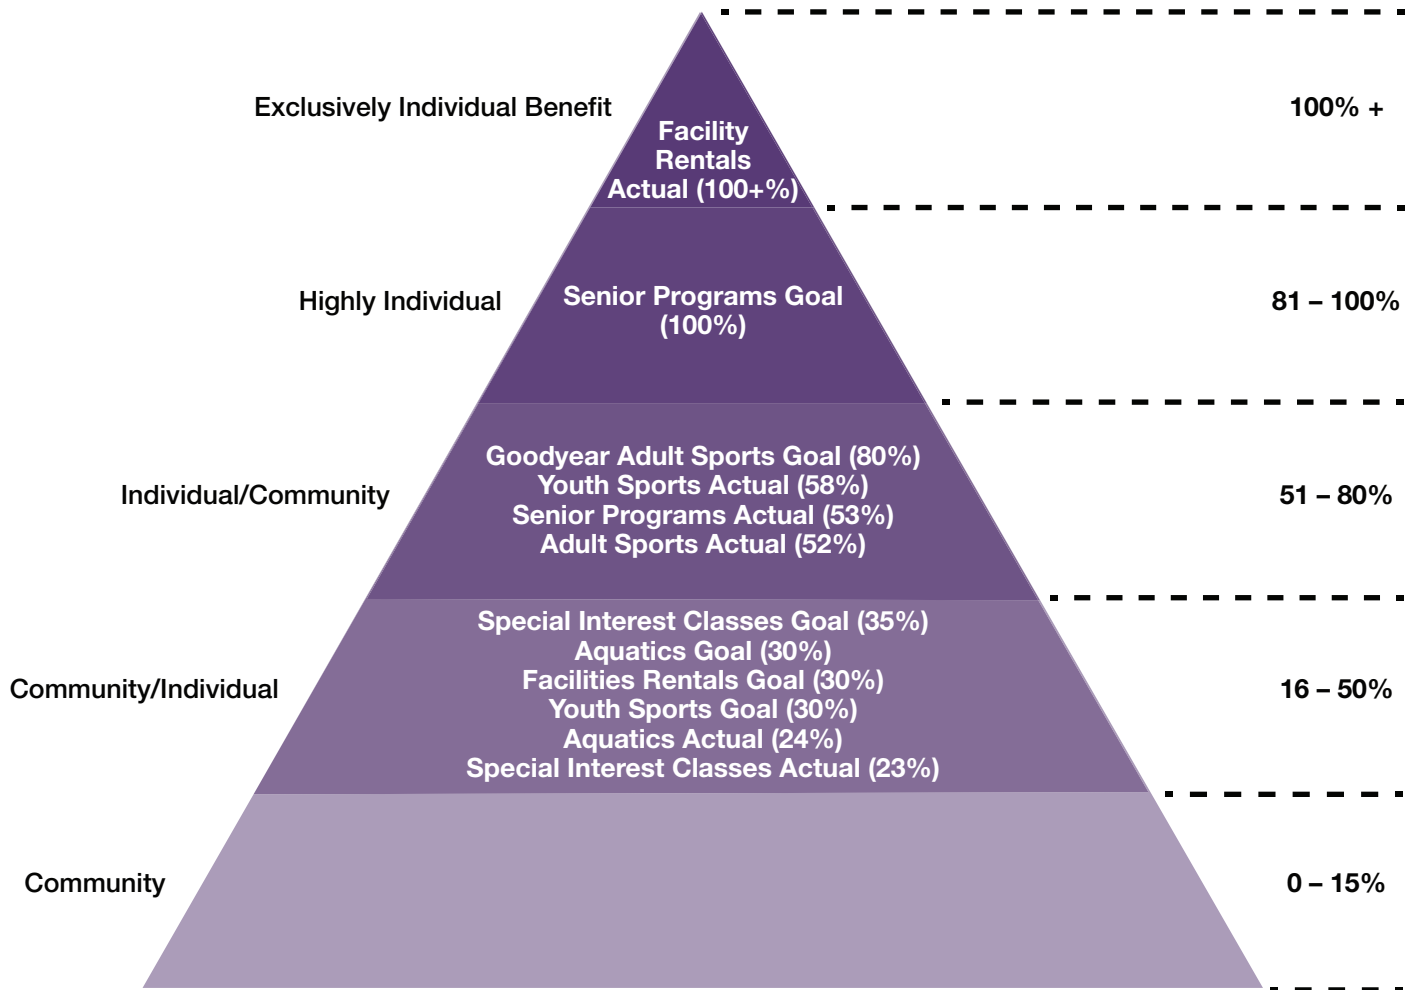 Exclusively Individual Benefit
Facility
Rentals
Actual (100+%)
100% +
Highly Individual
Senior Programs Goal
(100%)
81 – 100%
Individual/Community
Goodyear Adult Sports Goal (80%)
Youth Sports Actual (58%)
Senior Programs Actual (53%)
Adult Sports Actual (52%)
51 – 80%
Community/Individual
Special Interest Classes Goal (35%)
Aquatics Goal (30%)
Facilities Rentals Goal (30%)
Youth Sports Goal (30%)
Aquatics Actual (24%)
Special Interest Classes Actual (23%)
16 – 50%
Community
0 – 15%